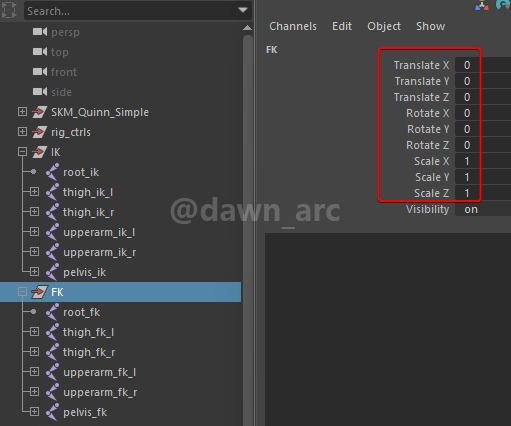 Search...
persp
top
front
side
SKM_Quinn_Simple
rig_ctrls
IK
root_ik
thigh_ik_l
thigh_ik_r
upperarm_ik_l
upperarm_ik_r
pelvis_ik
FK
root_fk
thigh_fk_l
thigh_fk_r
upperarm_fk_l
upperarm_fk_r
pelvis_fk
Channels Edit Object Show
FK
Translate X 0
Translate Y 0
Translate Z 0
Rotate X 0
Rotate Y 0
Rotate Z 0
Scale X 1
Scale Y 1
Scale Z 1
Visibility on
@dawn_arc